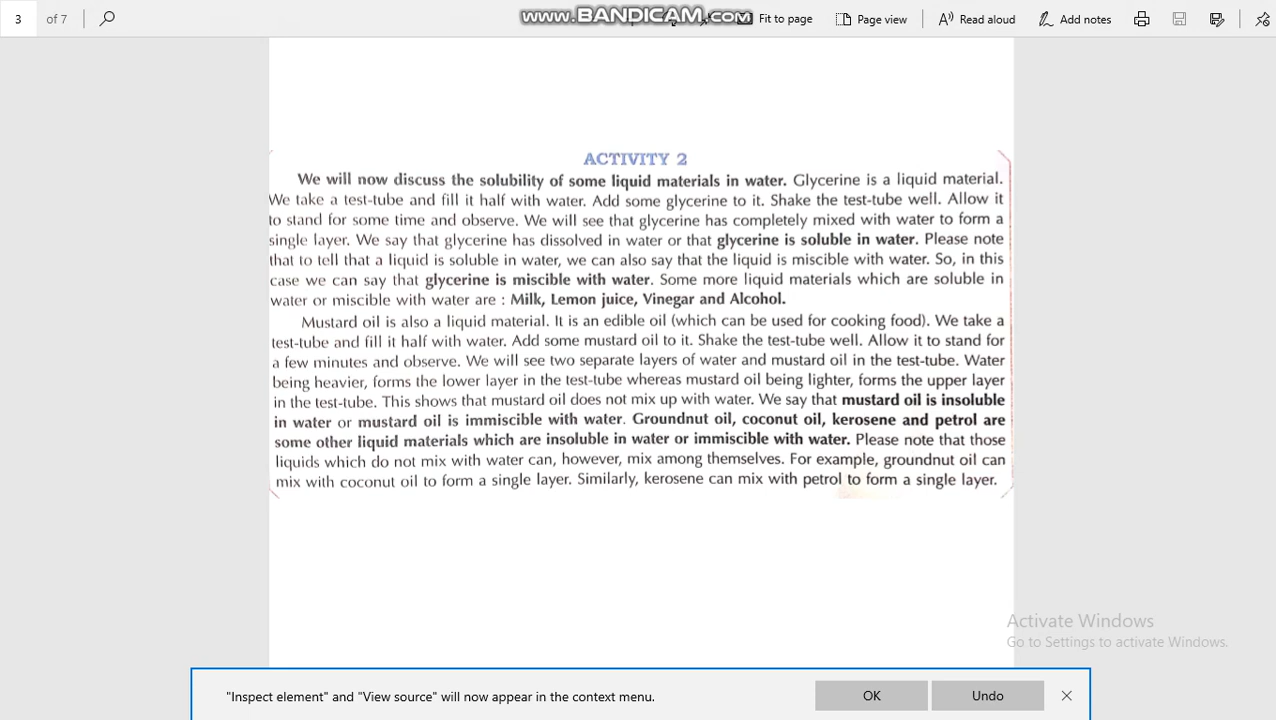 3 of 7 www.BANDICAM.com Fit to page Page view Read aloud Add notes
ACTIVITY 2
We will now discuss the solubility of some liquid materials in water. Glycerine is a liquid material.
We take a test-tube and fill it half with water. Add some glycerine to it. Shake the test-tube well. Allow it
to stand for some time and observe. We will see that glycerine has completely mixed with water to form a
single layer. We say that glycerine has dissolved in water or that glycerine is soluble in water. Please note
that to tell that a liquid is soluble in water, we can also say that the liquid is miscible with water. So, in this
case we can say that glycerine is miscible with water. Some more liquid materials which are soluble in
water or miscible with water are : Milk, Lemon juice, Vinegar and Alcohol.
Mustard oil is also a liquid material. It is an edible oil (which can be used for cooking food). We take a
test-tube and fill it half with water. Add some mustard oil to it. Shake the test-tube well. Allow it to stand for
a few minutes and observe. We will see two separate layers of water and mustard oil in the test-tube. Water
being heavier, forms the lower layer in the test-tube whereas mustard oil being lighter, forms the upper layer
in the test-tube. This shows that mustard oil does not mix up with water. We say that mustard oil is insoluble
in water or mustard oil is immiscible with water. Groundnut oil, coconut oil, kerosene and petrol are
some other liquid materials which are insoluble in water or immiscible with water. Please note that those
liquids which do not mix with water can, however, mix among themselves. For example, groundnut oil can
mix with coconut oil to form a single layer. Similarly, kerosene can mix with petrol to form a single layer.
Activate Windows
Go to Settings to activate Windows.
"Inspect element" and "View source" will now appear in the context menu. OK Undo